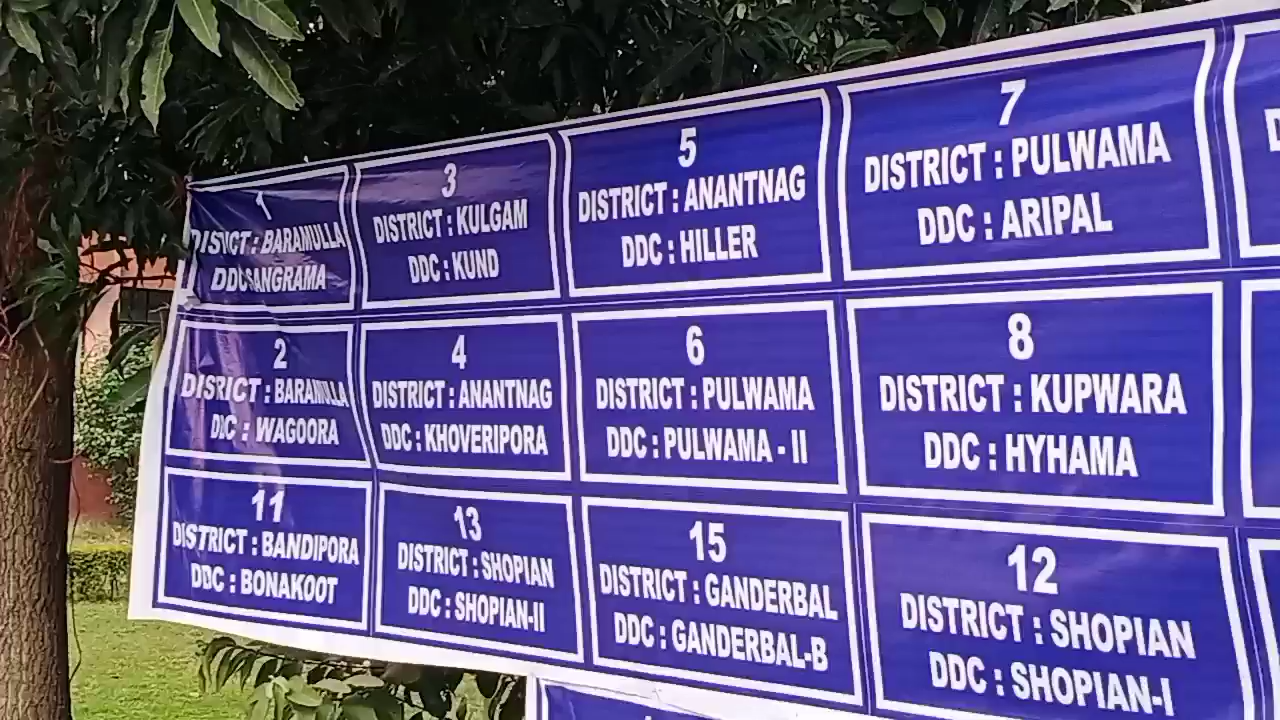 1
DISICT : BARAMULLA
DDC SANGRAMA
3
DISTRICT : KULGAM
DDC : KUND
5
DISTRICT : ANANTNAG
DDC : HILLER
7
DISTRICT : PULWAMA
DDC : ARIPAL
2
DISRICT : BARAMULLA
DDC : WAGOORA
4
DISTRICT : ANANTNAG
DDC : KHOVERIPORA
6
DISTRICT : PULWAMA
DDC : PULWAMA - II
8
DISTRICT : KUPWARA
DDC : HYHAMA
11
DISTRICT : BANDIPORA
DDC : BONAKOOT
13
DISTRICT : SHOPIAN
DDC : SHOPIAN-II
15
DISTRICT : GANDERBAL
DDC : GANDERBAL-B
12
DISTRICT : SHOPIAN
DDC : SHOPIAN-I